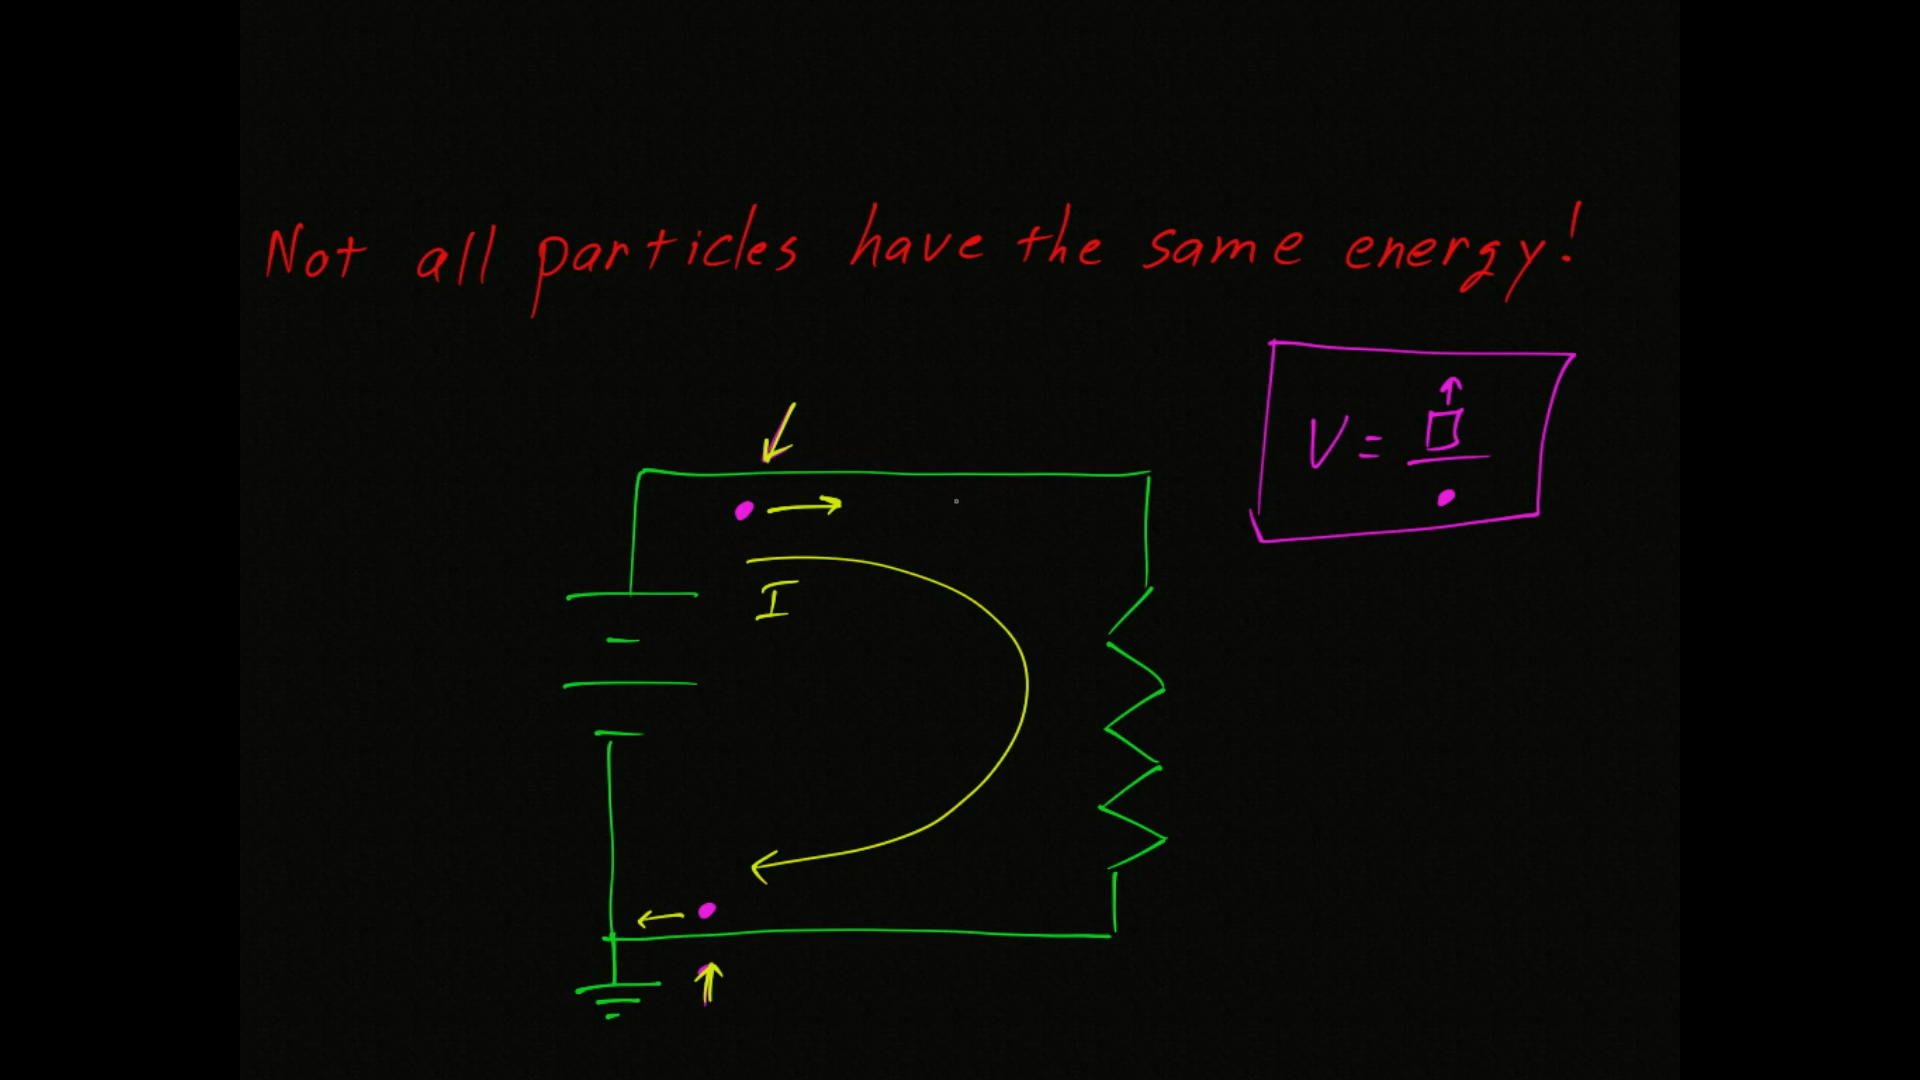 Not all particles have the same energy!
V =
I